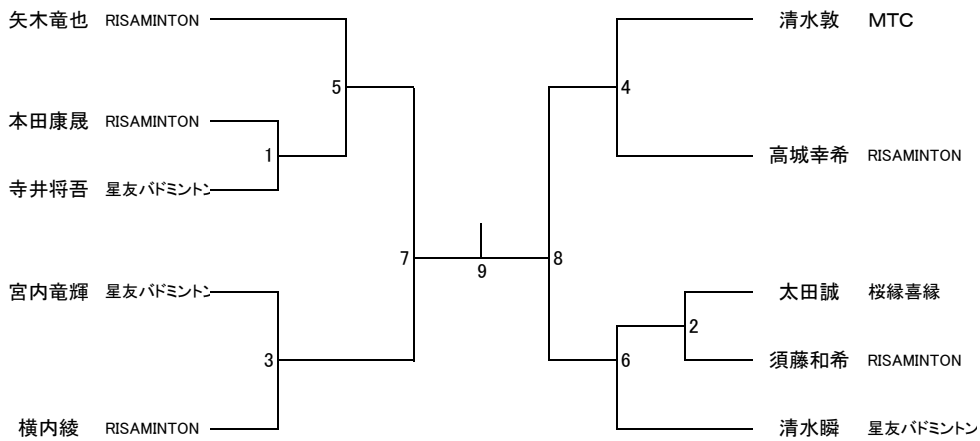 矢木竜也 RISAMINTON
清水敦 MTC
5
4
本田康晟 RISAMINTON
1
高城幸希 RISAMINTON
寺井将吾 星友バドミントン
7
9
8
宮内竜輝 星友バドミントン
太田誠 桜縁喜縁
2
3
6
須藤和希 RISAMINTON
横内綾 RISAMINTON
清水瞬 星友バドミントン